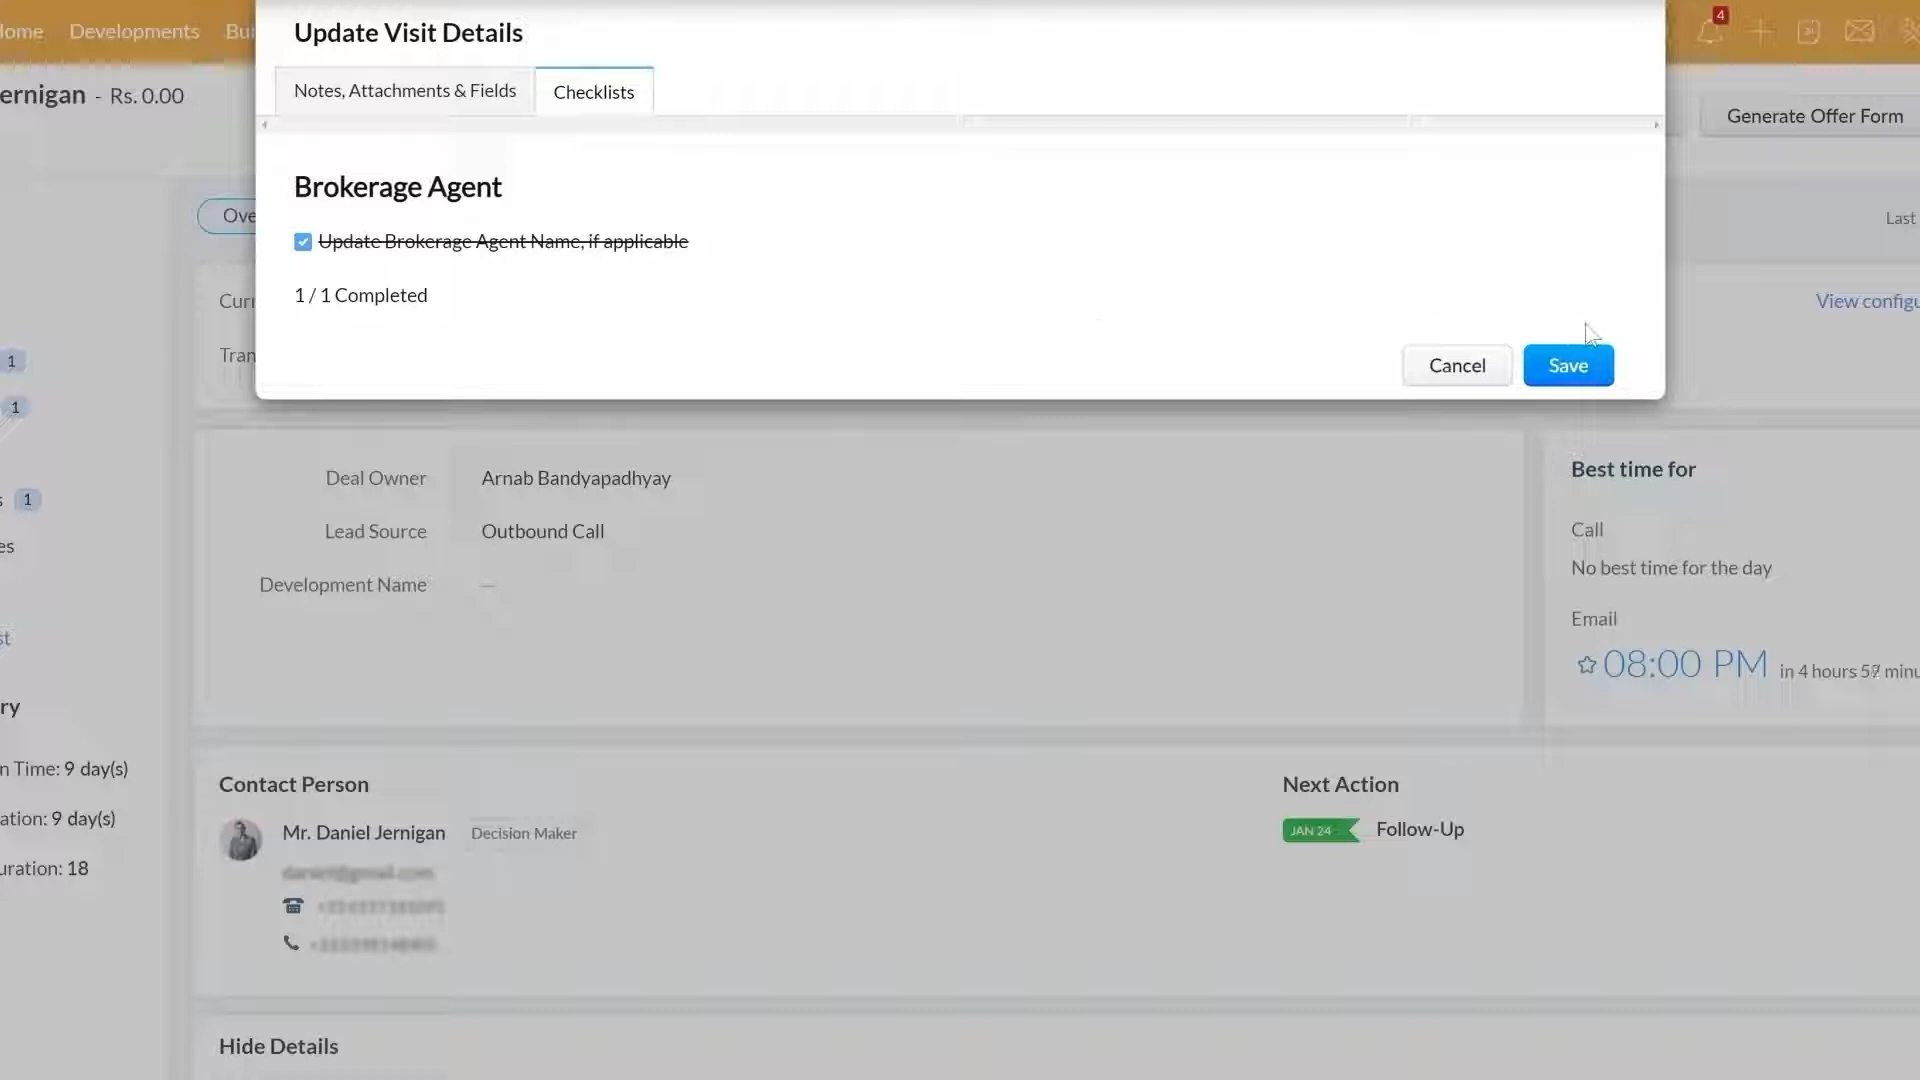 Update Visit Details
Home Developments Bui
4
ernigan - Rs. 0.00
Notes, Attachments & Fields Checklists
Generate Offer Form
Brokerage Agent
Update Brokerage Agent Name, if applicable
1 / 1 Completed
Cancel Save
Ove
Last
Curr
View configu
Tran
1
1
s 1
es
st
ry
n Time: 9 day(s)
ation: 9 day(s)
uration: 18
Deal Owner Arnab Bandyapadhyay
Lead Source Outbound Call
Development Name —
Best time for
Call
No best time for the day
Email
08:00 PM in 4 hours minu
Contact Person
Mr. Daniel Jernigan Decision Maker
Next Action
JAN 24 Follow-Up
Hide Details